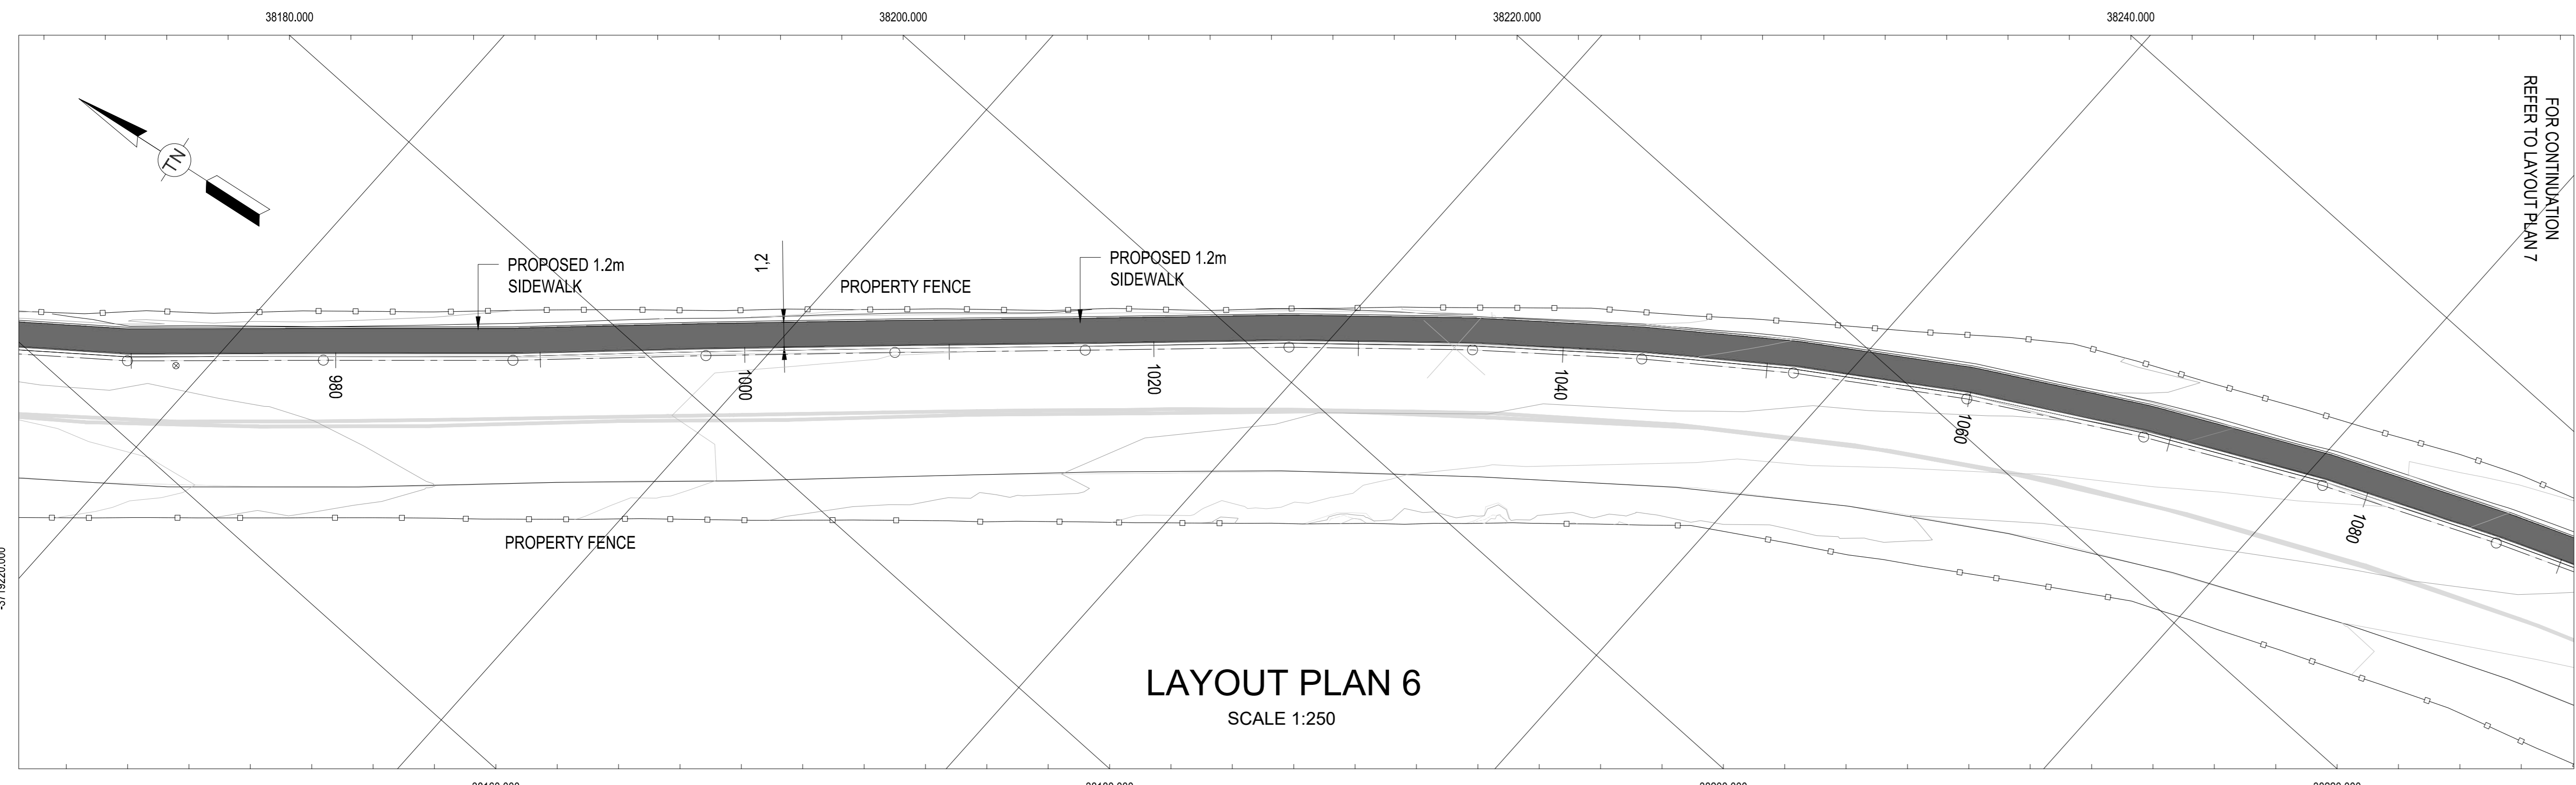 38180.000
38200.000
38220.000
38240.000
FOR CONTINUATION
REFER TO LAYOUT PLAN 7
TN
PROPOSED 1.2m
SIDEWALK
1,2
PROPERTY FENCE
PROPOSED 1.2m
SIDEWALK
980
1000
1020
1040
1060
1080
PROPERTY FENCE
LAYOUT PLAN 6
SCALE 1:250